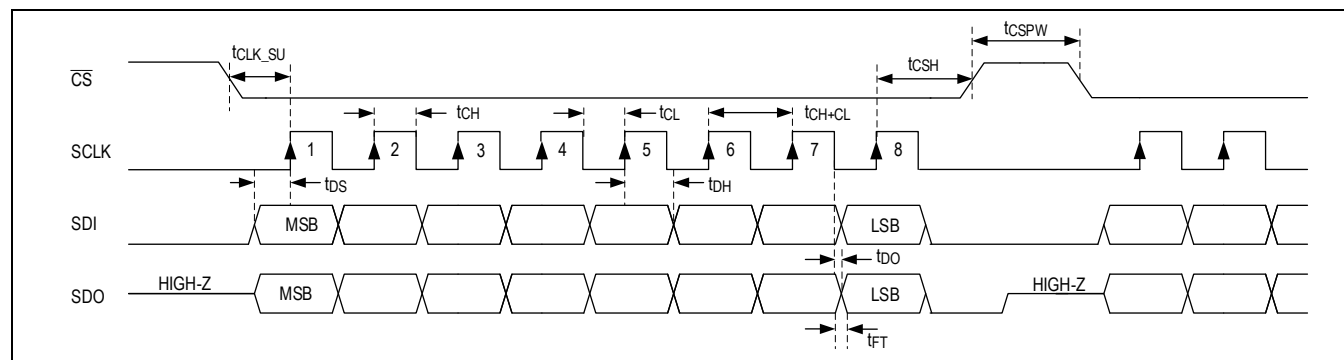 tCLK_SU
tCSPW
CS
tCSH
tCH
tCL
tCH+CL
SCLK
1
2
3
4
5
6
7
8
tDS
tDH
SDI
MSB
LSB
tDO
SDO
HIGH-Z
MSB
LSB
HIGH-Z
tFT